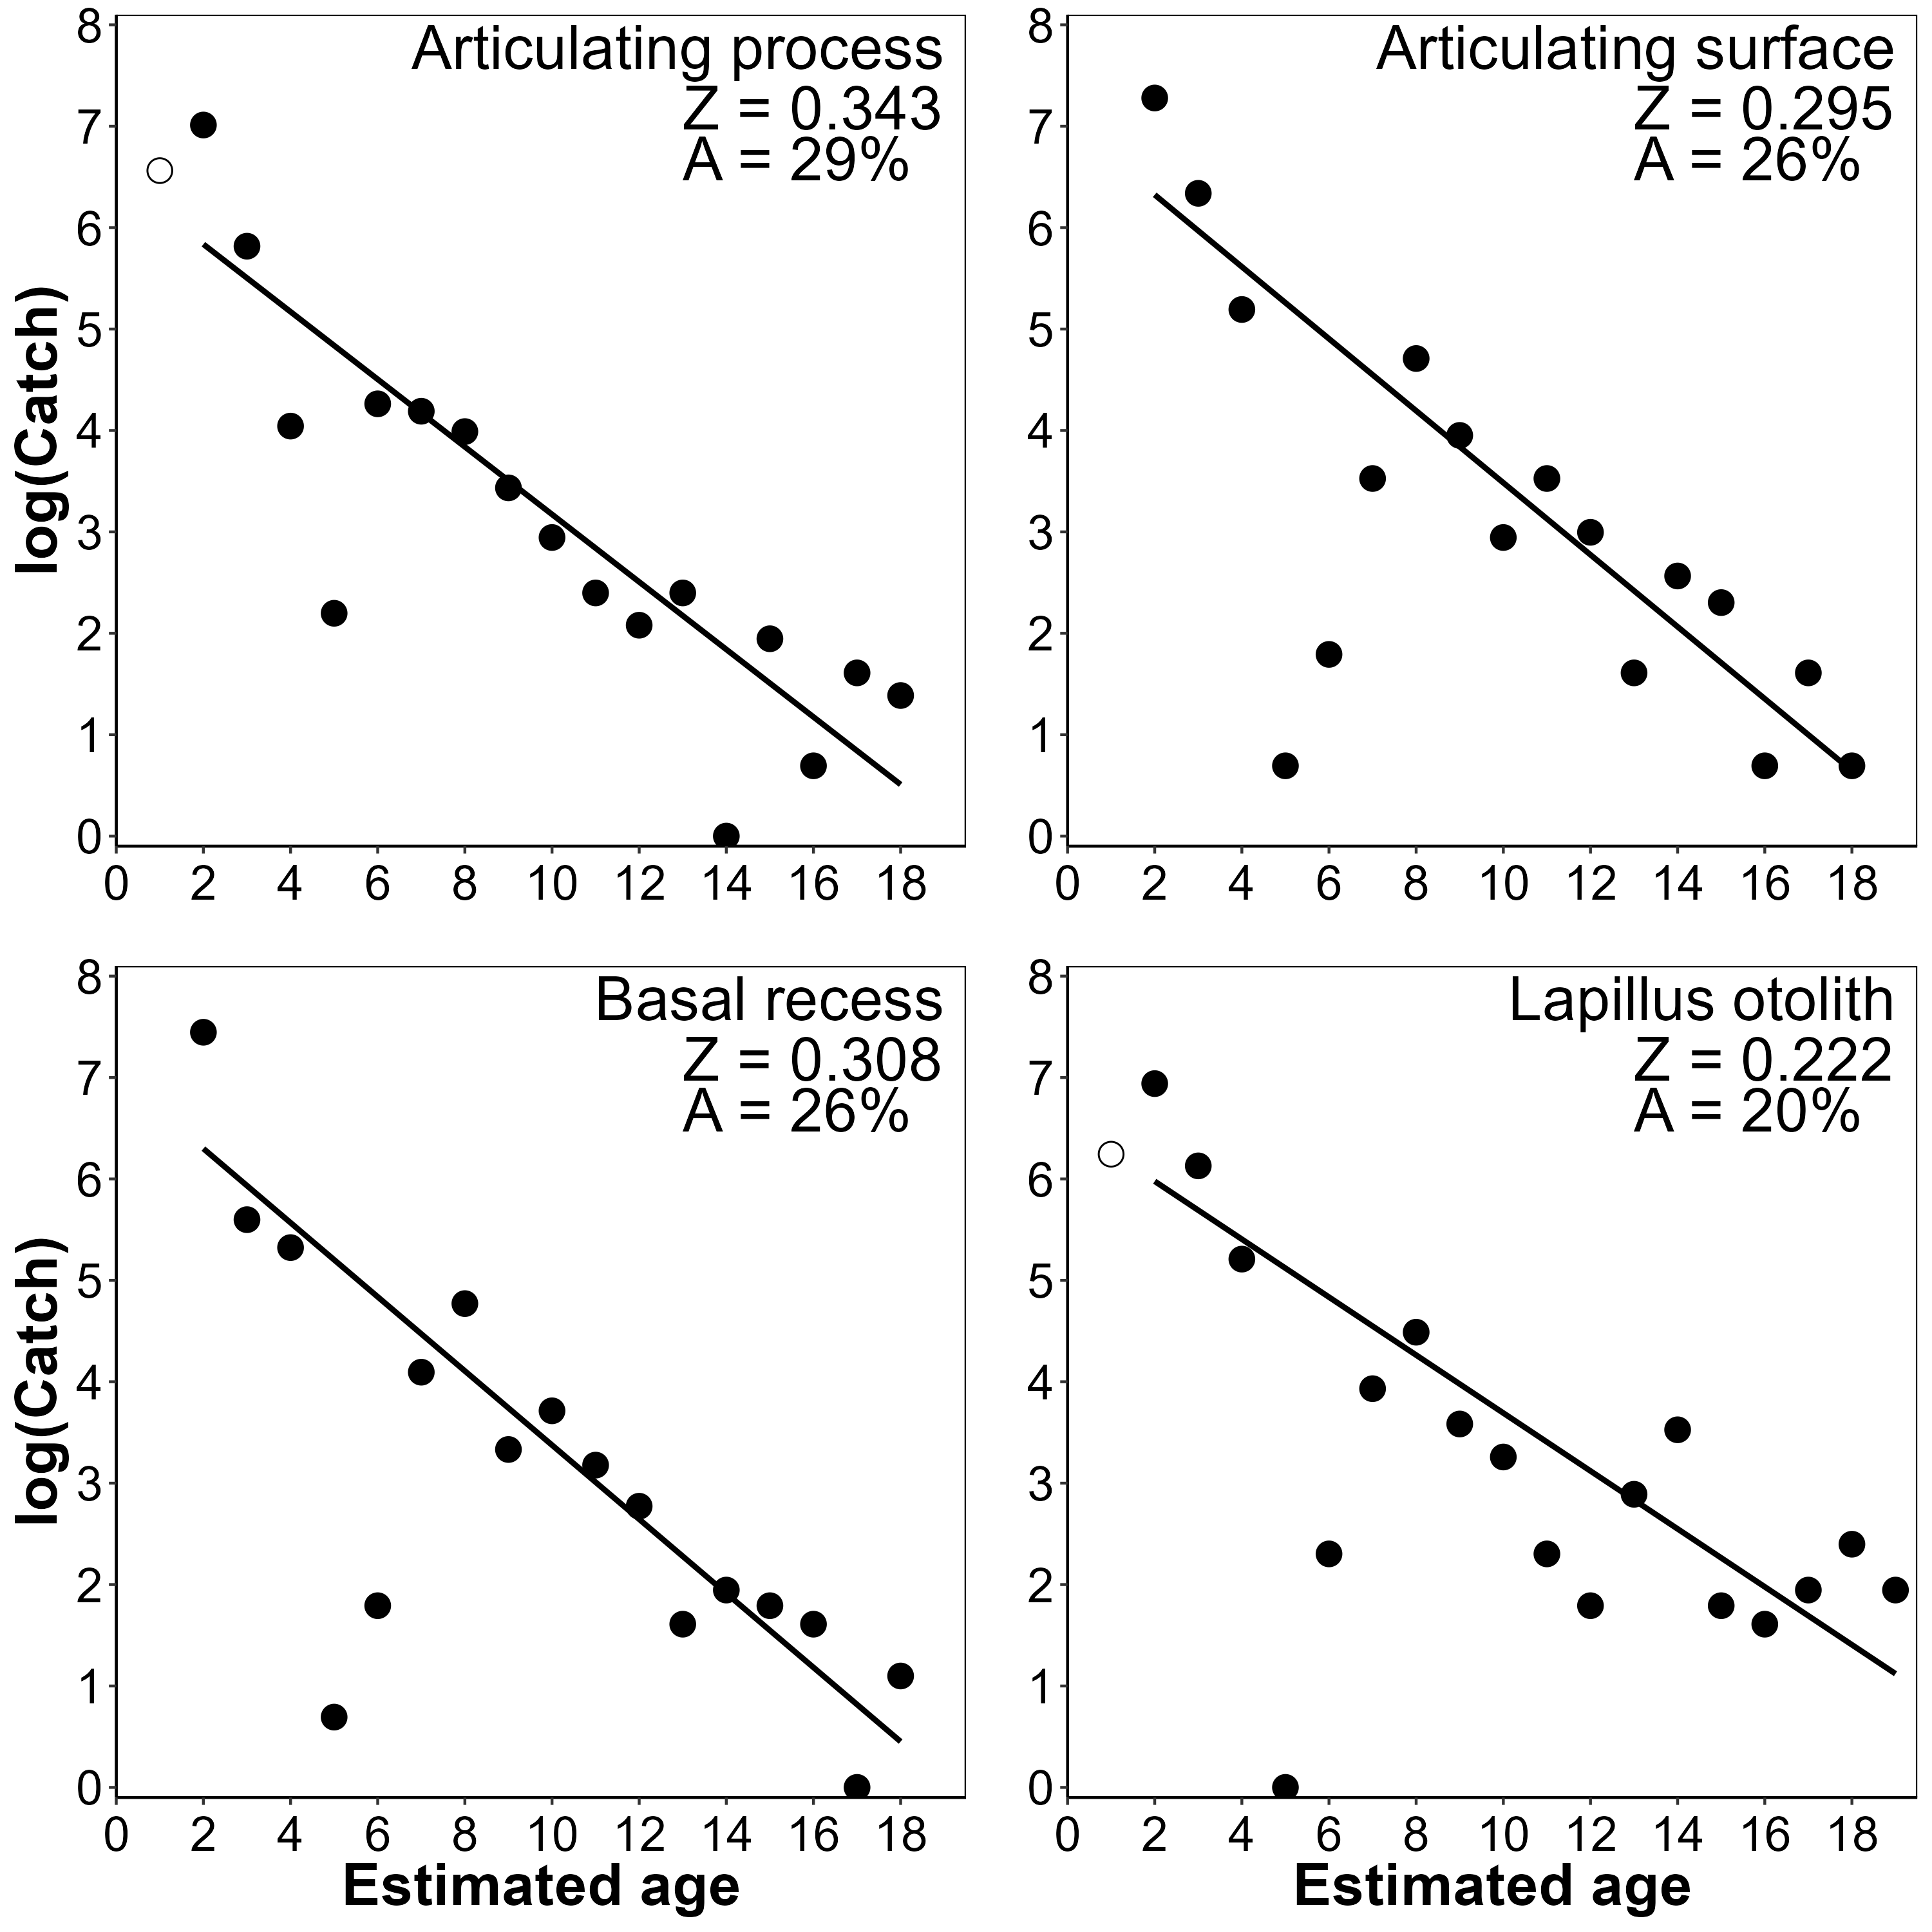 Articulating process
Z = 0.343
A = 29%
log(Catch)
8
7
6
5
4
3
2
1
0
0 2 4 6 8 10 12 14 16 18
Articulating surface
Z = 0.295
A = 26%
8
7
6
5
4
3
2
1
0
0 2 4 6 8 10 12 14 16 18
Basal recess
Z = 0.308
A = 26%
log(Catch)
8
7
6
5
4
3
2
1
0
0 2 4 6 8 10 12 14 16 18
Estimated age
Lapillus otolith
Z = 0.222
A = 20%
8
7
6
5
4
3
2
1
0
0 2 4 6 8 10 12 14 16 18
Estimated age